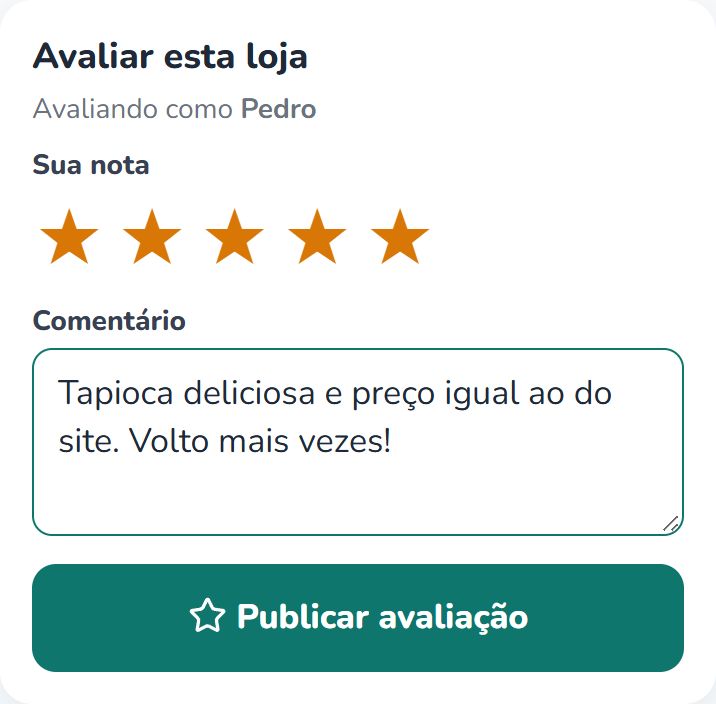 Avaliar esta loja
Avaliando como Pedro
Sua nota
Comentário
Tapioca deliciosa e preço igual ao do
site. Volto mais vezes!
Publicar avaliação